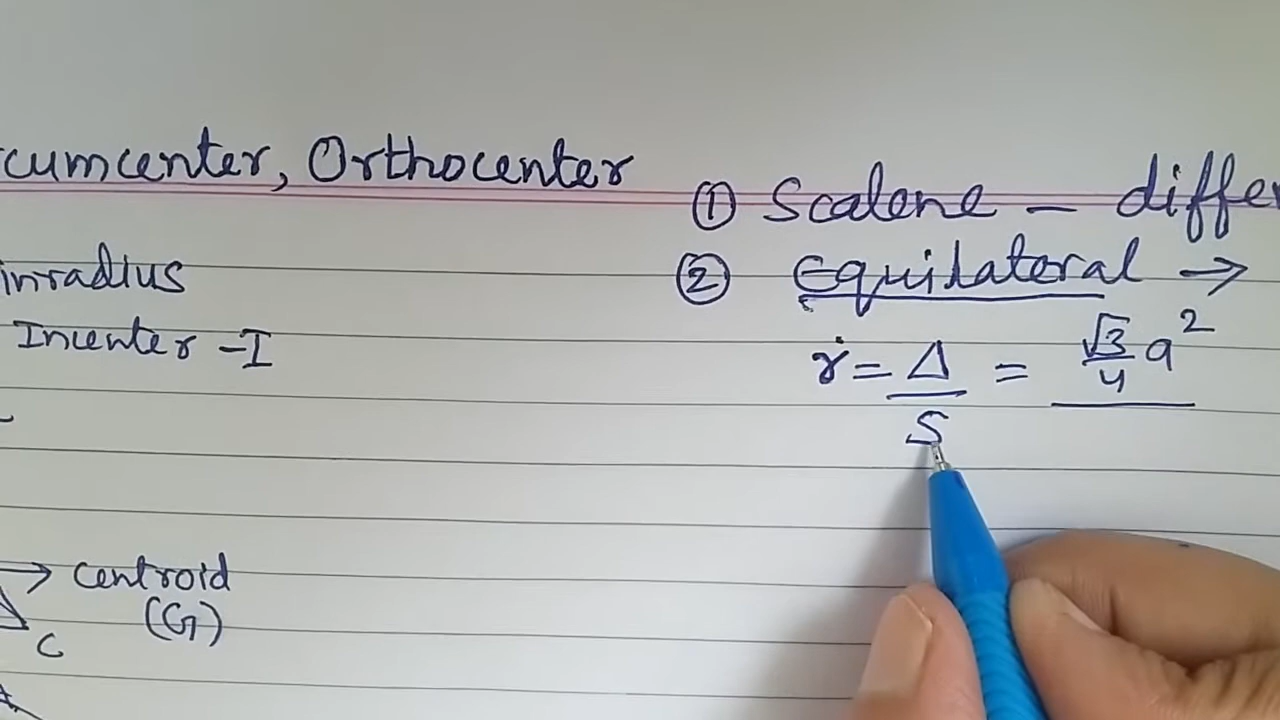 cumcenter, Orthocenter
inradius
Incenter - I
→ centroid
(G)
C
① Scalene - differ
② Equilateral →
r = Δ/S = √3/4 a²